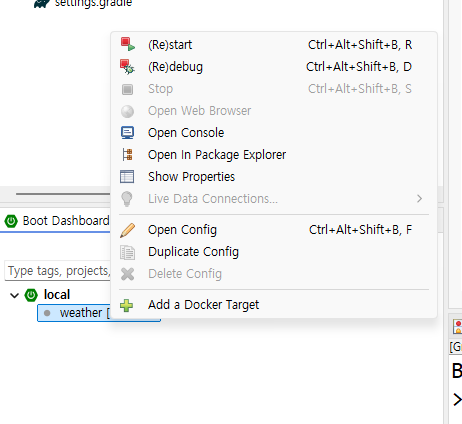 settings.gradle
(Re)start Ctrl+Alt+Shift+B, R
(Re)debug Ctrl+Alt+Shift+B, D
Stop Ctrl+Alt+Shift+B, S
Open Web Browser
Open Console
Open In Package Explorer
Show Properties
Live Data Connections...
Open Config Ctrl+Alt+Shift+B, F
Duplicate Config
Delete Config
Add a Docker Target
Boot Dashboard
Type tags, projects,
local
weather [
[G
B